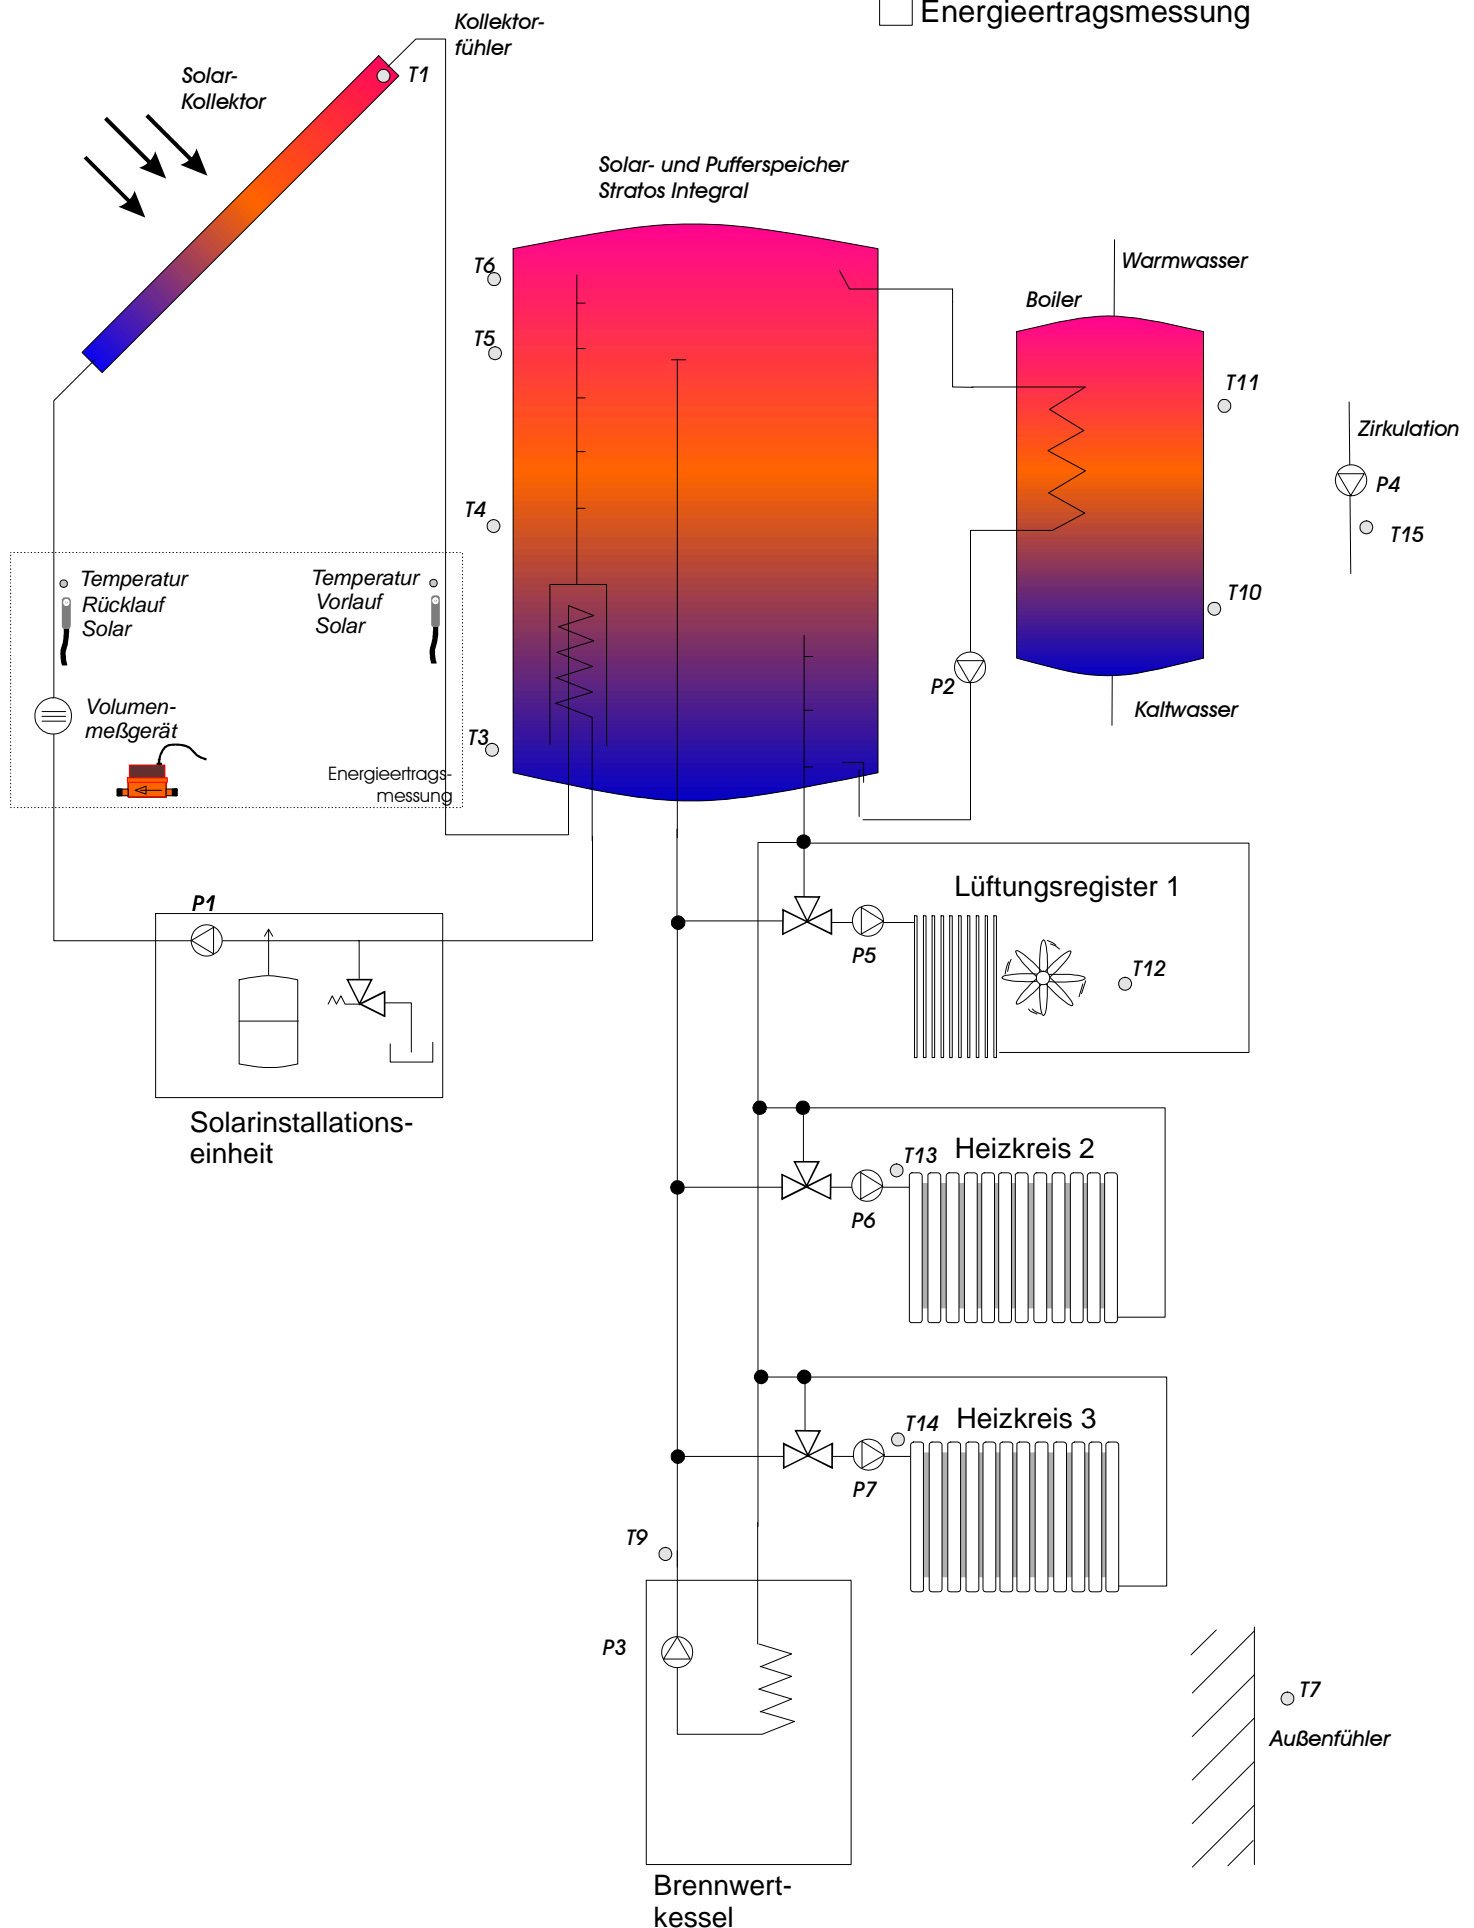 Energieertragsmessung
Kollektor-
fühler
T1
Solar-
Kollektor
Solar- und Pufferspeicher
Stratos Integral
T6
T5
T4
T3
Warmwasser
Boiler
T11
T10
Kaltwasser
P2
Zirkulation
P4
T15
Temperatur
Rücklauf
Solar
Temperatur
Vorlauf
Solar
Volumen-
meßgerät
Energieertrags-
messung
P1
Solarinstallations-
einheit
Lüftungsregister 1
P5
T12
T13
Heizkreis 2
P6
T14
Heizkreis 3
P7
T9
P3
Brennwert-
kessel
T7
Außenfühler